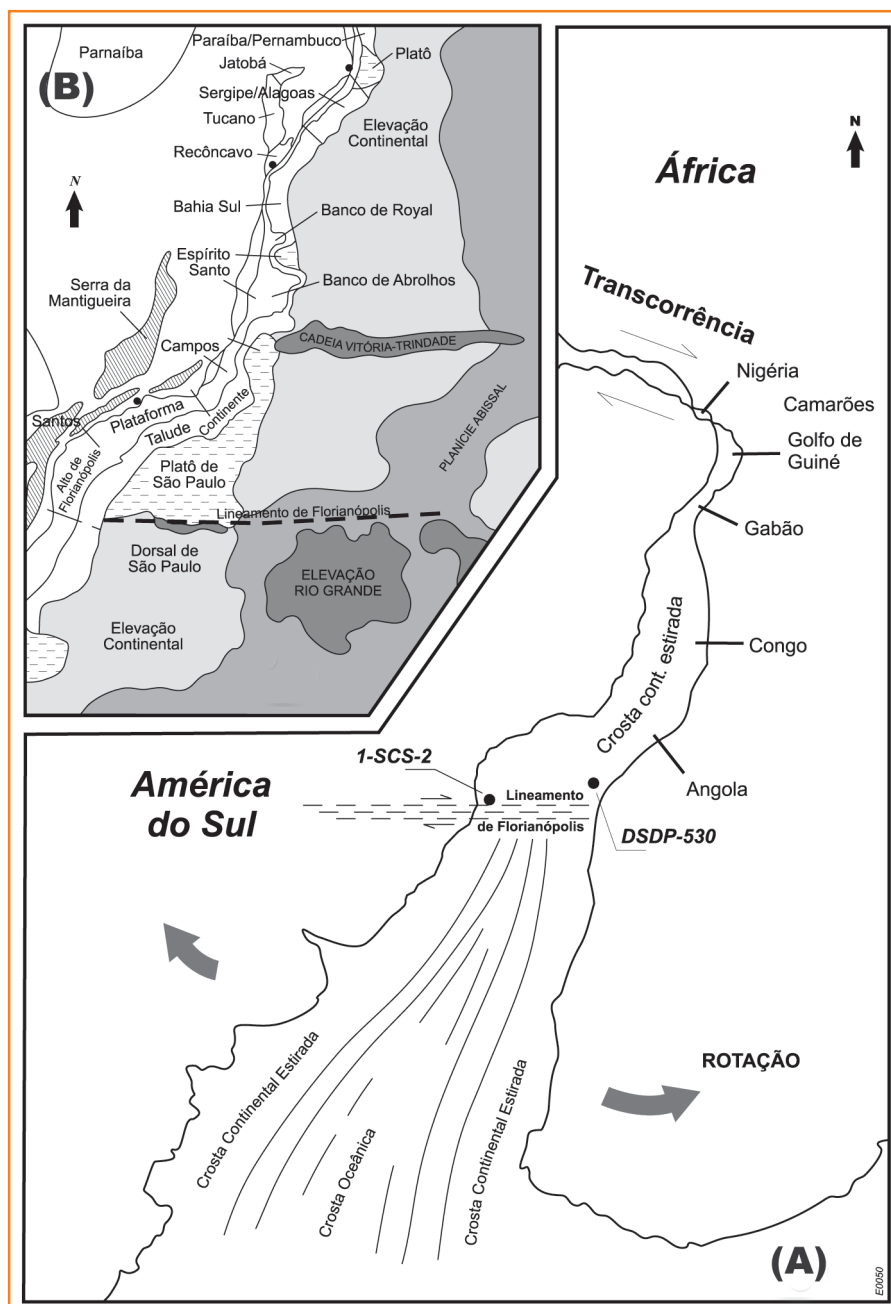 Parnaíba
Paraíba/Pernambuco
Platô
Jatobá
(B)
Sergipe/Alagoas
Tucano
Elevação
Continental
Recôncavo
N
Bahia Sul
Banco de Royal
Espírito
Santo
Banco de Abrolhos
Serra da
Mantigueira
CADEIA VITÓRIA-TRINDADE
Campos
Santos
Plataforma
Talude
Continente
PLANÍCIE ABISSAL
Alto de
Florianópolis
Platô de
São Paulo
Lineamento de Florianópolis
Dorsal de
São Paulo
ELEVAÇÃO
RIO GRANDE
Elevação
Continental
N
África
Transcorrência
Nigéria
Camarões
Golfo de
Guiné
Gabão
Crosta cont. estirada
Congo
Angola
1-SCS-2
América
do Sul
Lineamento
de Florianópolis
DSDP-530
ROTAÇÃO
Crosta Continental Estirada
Crosta Oceânica
Crosta Continental Estirada
(A)
E0050